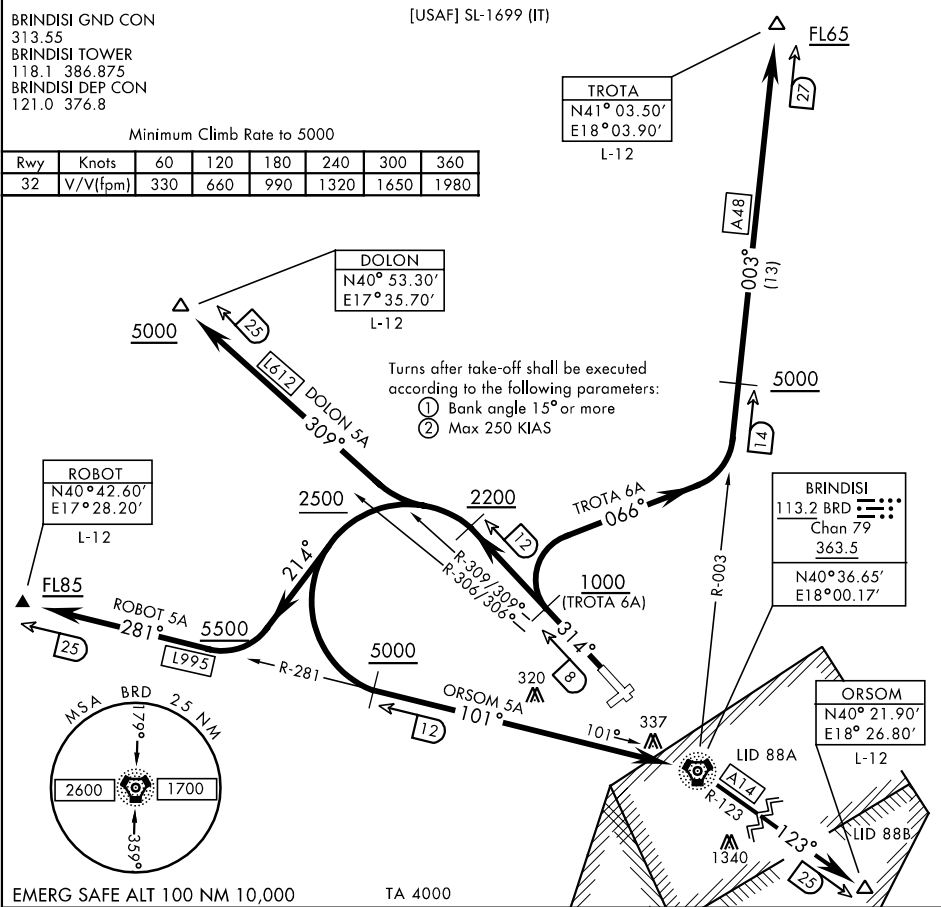 [USAF] SL-1699 (IT)
BRINDISI GND CON
313.55
BRINDISI TOWER
118.1 386.875
BRINDISI DEP CON
121.0 376.8
Minimum Climb Rate to 5000
Rwy Knots 60 120 180 240 300 360
32 V/V(fpm) 330 660 990 1320 1650 1980
FL65
27
TROTA
N41° 03.50'
E18° 03.90'
L-12
A48
003°
(13)
DOLON
N40° 53.30'
E17° 35.70'
L-12
5000
25
L612
DOLON 5A
309°
Turns after take-off shall be executed
according to the following parameters:
1 Bank angle 15° or more
2 Max 250 KIAS
5000
14
ROBOT
N40° 42.60'
E17° 28.20'
L-12
2500
2200
12
TROTA 6A
066°
BRINDISI
113.2 BRD
Chan 79
363.5
N40° 36.65'
E18° 00.17'
R-309/309°
R-306/306°
R-003
214°
1000
(TROTA 6A)
314°
8
FL85
ROBOT 5A
281°
25
5500
L995
R-281
5000
12
ORSOM 5A
101°
320
337
101°
LID 88A
ORSOM
N40° 21.90'
E18° 26.80'
L-12
A14
R-123
123°
LID 88B
1340
25
MSA BRD 25 NM
179°
2600
1700
359°
EMERG SAFE ALT 100 NM 10,000
TA 4000